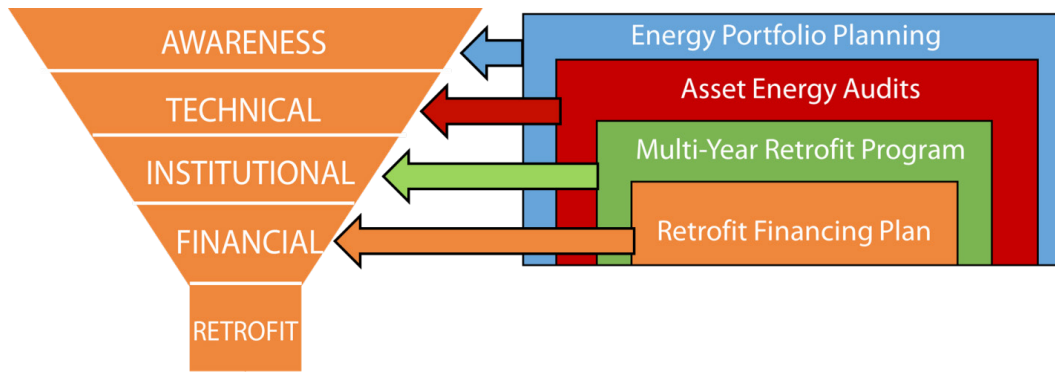 AWARENESS
TECHNICAL
INSTITUTIONAL
FINANCIAL
RETROFIT
Energy Portfolio Planning
Asset Energy Audits
Multi-Year Retrofit Program
Retrofit Financing Plan